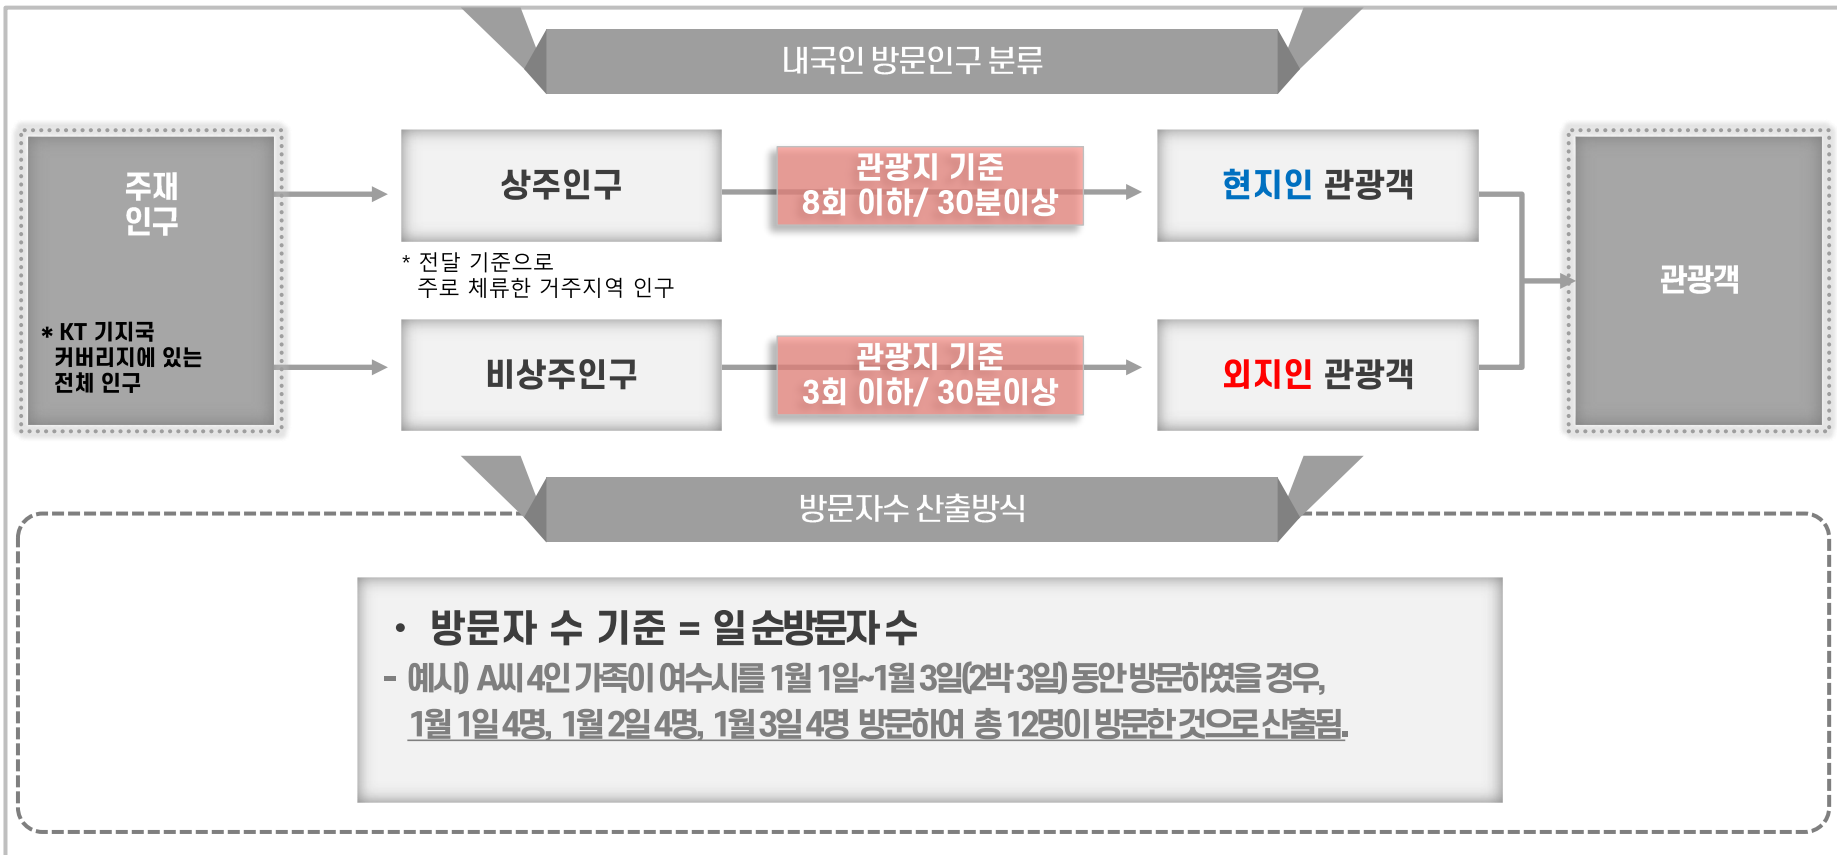 내국인 방문인구 분류
주재
인구
* KT 기지국
커버리지에 있는
전체 인구
상주인구
* 전달 기준으로
주로 체류한 거주지역 인구
관광지 기준
8회 이하/ 30분이상
현지인 관광객
비상주인구
관광지 기준
3회 이하/ 30분이상
외지인 관광객
관광객
방문자수 산출방식
• 방문자 수 기준 = 일 순방문자 수
- 예시) A씨 4인 가족이 여수시를 1월 1일~1월 3일(2박 3일) 동안 방문하였을 경우,
1월 1일 4명, 1월 2일 4명, 1월 3일 4명 방문하여 총 12명이 방문한 것으로 산출됨.